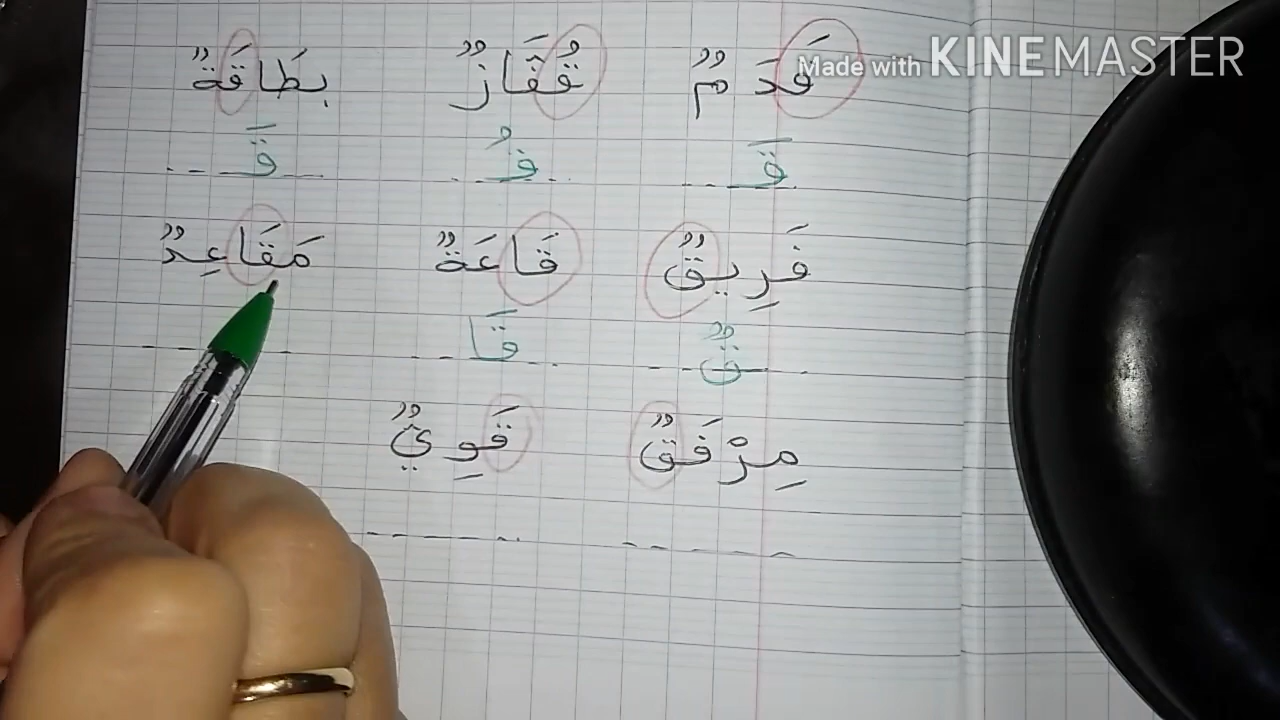 Made with KINEMASTER
قَدَمٌ قُفَّازٌ بِطَاقَةٌ
قَ قُ قَ
فَرِيقٌ قَاعَةٌ مَقَاعِدٌ
قٌ قَا
مِرْفَقٌ قَوِيٌّ